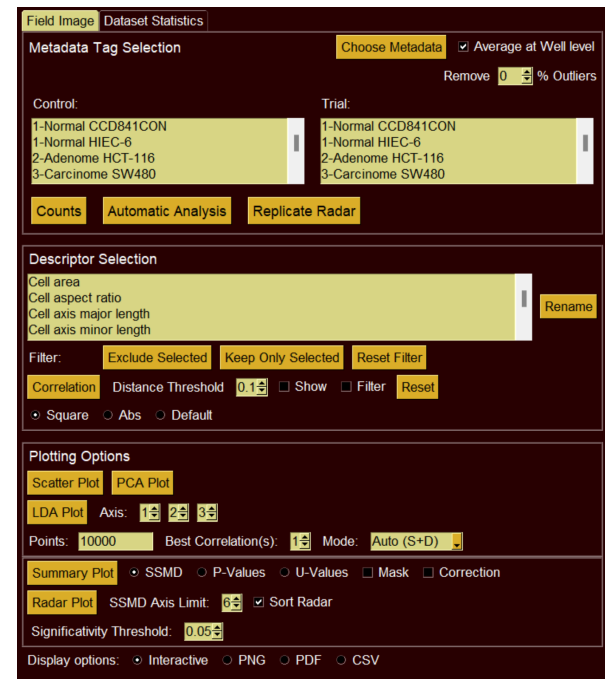 Field Image Dataset Statistics
Metadata Tag Selection Choose Metadata Average at Well level
Remove 0 % Outliers
Control: Trial:
1-Normal CCD841CON 1-Normal CCD841CON
1-Normal HIEC-6 1-Normal HIEC-6
2-Adenome HCT-116 2-Adenome HCT-116
3-Carcinome SW480 3-Carcinome SW480
Counts Automatic Analysis Replicate Radar
Descriptor Selection
Cell area
Cell aspect ratio
Cell axis major length
Cell axis minor length
Rename
Filter: Exclude Selected Keep Only Selected Reset Filter
Correlation Distance Threshold 0.1 Show Filter Reset
Square Abs Default
Plotting Options
Scatter Plot PCA Plot
LDA Plot Axis: 1 2 3
Points: 10000 Best Correlation(s): 1 Mode: Auto (S+D)
Summary Plot SSMD P-Values U-Values Mask Correction
Radar Plot SSMD Axis Limit: 6 Sort Radar
Significativity Threshold: 0.05
Display options: Interactive PNG PDF CSV